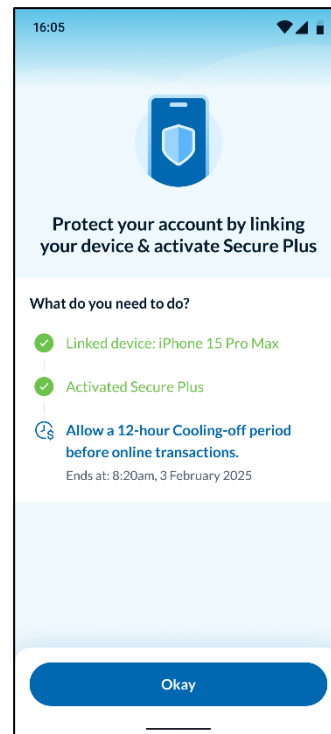 16:05
Protect your account by linking
your device & activate Secure Plus
What do you need to do?
Linked device: iPhone 15 Pro Max
Activated Secure Plus
Allow a 12-hour Cooling-off period
before online transactions.
Ends at: 8:20am, 3 February 2025
Okay